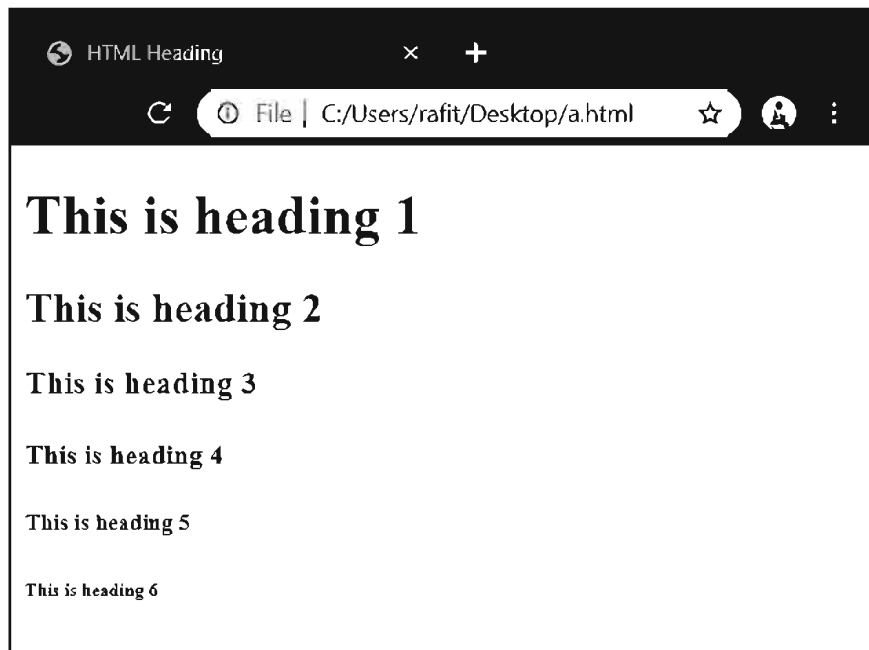 HTML Heading
File | C:/Users/rafit/Desktop/a.html
This is heading 1
This is heading 2
This is heading 3
This is heading 4
This is heading 5
This is heading 6